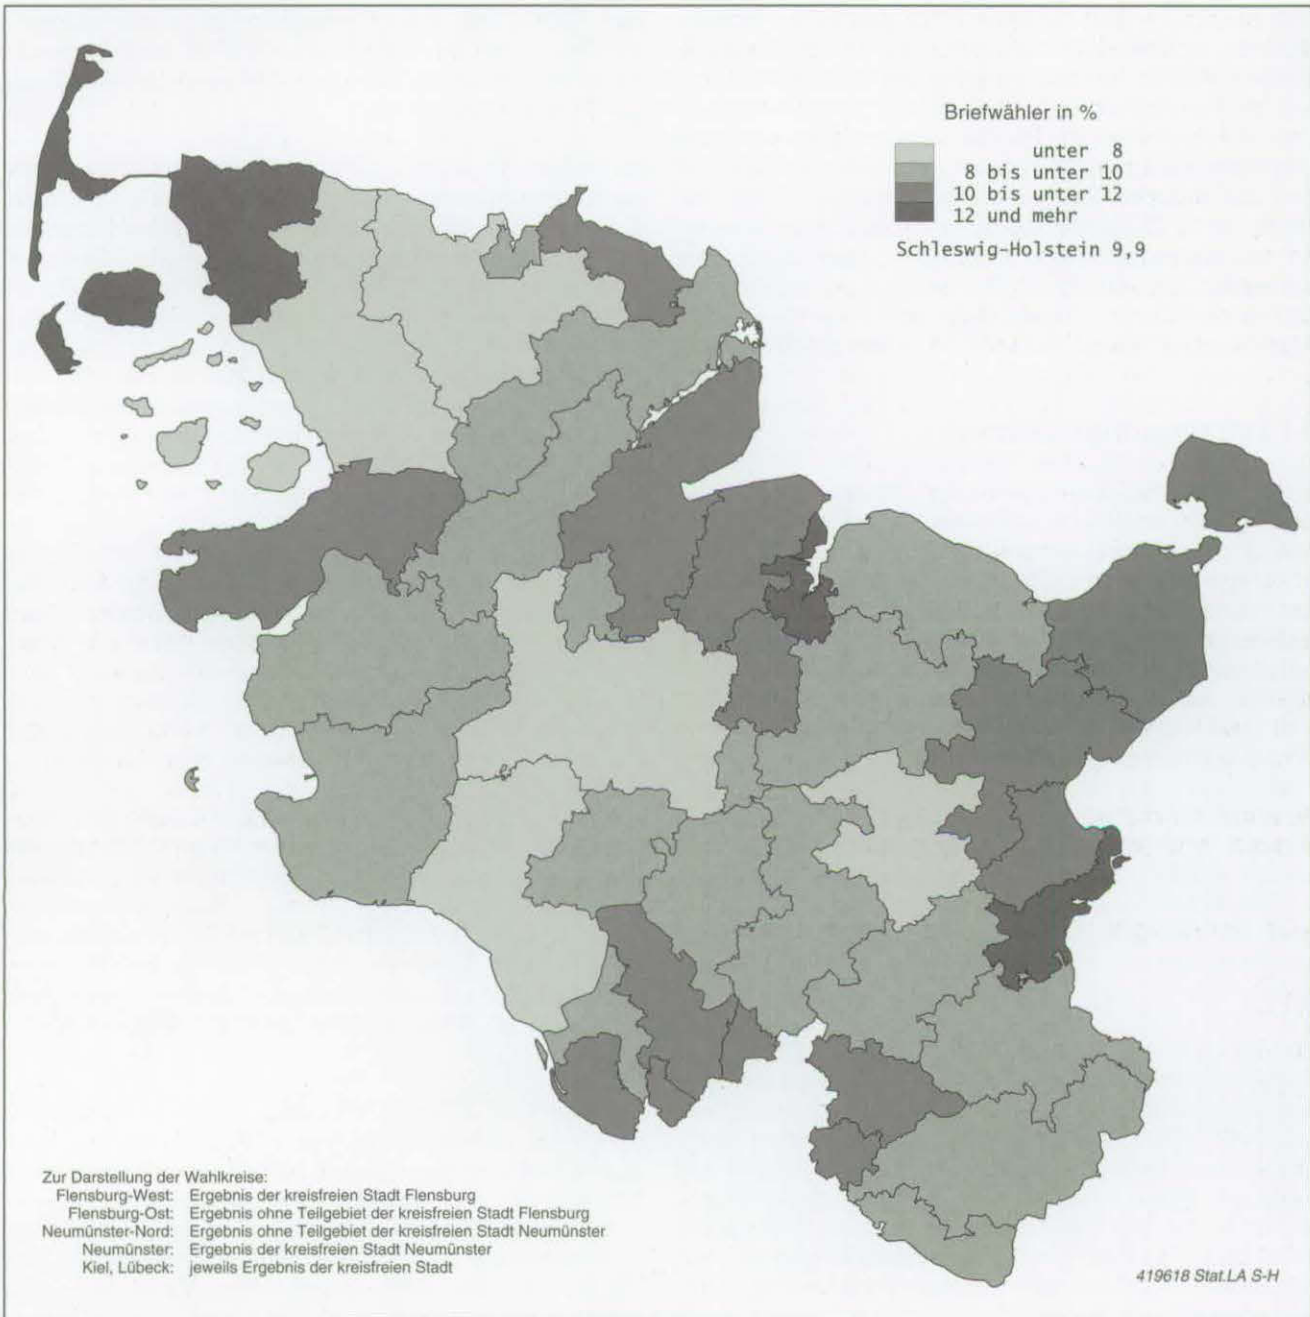 Briefwähler in %
unter 8
8 bis unter 10
10 bis unter 12
12 und mehr
Schleswig-Holstein 9,9
Zur Darstellung der Wahlkreise:
Flensburg-West: Ergebnis der kreisfreien Stadt Flensburg
Flensburg-Ost: Ergebnis ohne Teilgebiet der kreisfreien Stadt Flensburg
Neumünster-Nord: Ergebnis ohne Teilgebiet der kreisfreien Stadt Neumünster
Neumünster: Ergebnis der kreisfreien Stadt Neumünster
Kiel, Lübeck: jeweils Ergebnis der kreisfreien Stadt
419618 Stat.LA S-H